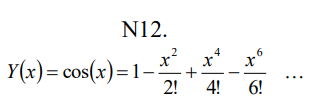 N12.
Y(x) = cos(x) = 1 − x²/2! + x⁴/4! − x⁶/6! ...